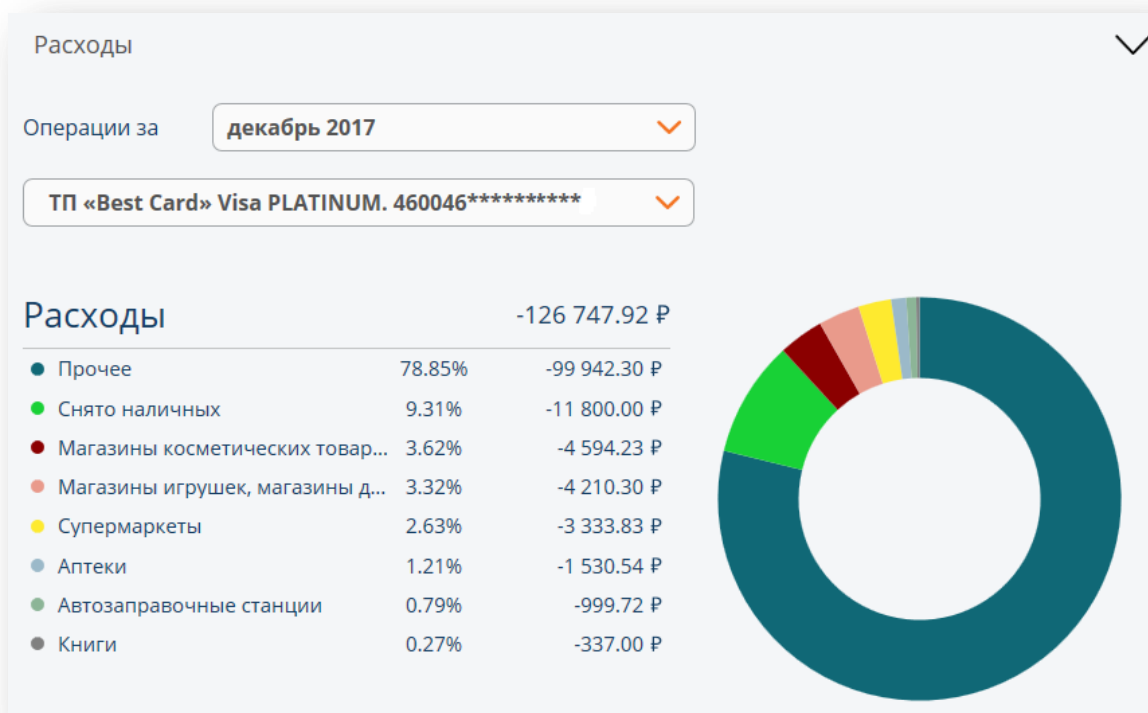 Расходы
Операции за декабрь 2017
ТП «Best Card» Visa PLATINUM. 460046**********
Расходы -126 747.92 ₽
Прочее 78.85% -99 942.30 ₽
Снято наличных 9.31% -11 800.00 ₽
Магазины косметических товар... 3.62% -4 594.23 ₽
Магазины игрушек, магазины д... 3.32% -4 210.30 ₽
Супермаркеты 2.63% -3 333.83 ₽
Аптеки 1.21% -1 530.54 ₽
Автозаправочные станции 0.79% -999.72 ₽
Книги 0.27% -337.00 ₽